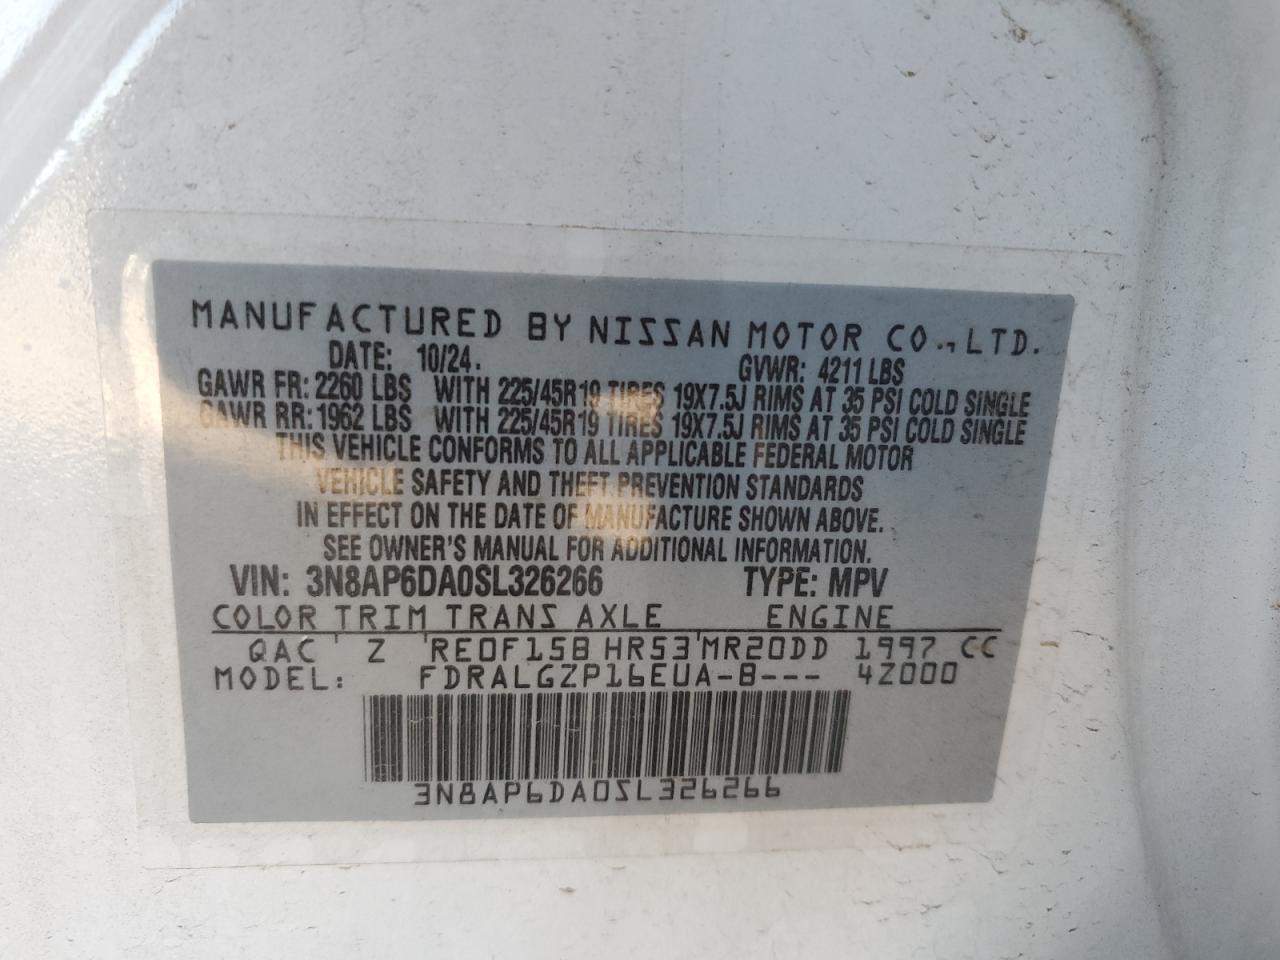 MANUFACTURED BY NISSAN MOTOR CO., LTD.
DATE: 10/24. GVWR: 4211 LBS
GAWR FR: 2260 LBS WITH 225/45R19 TIRES 19X7.5J RIMS AT 35 PSI COLD SINGLE
GAWR RR: 1962 LBS WITH 225/45R19 TIRES 19X7.5J RIMS AT 35 PSI COLD SINGLE
THIS VEHICLE CONFORMS TO ALL APPLICABLE FEDERAL MOTOR
VEHICLE SAFETY AND THEFT PREVENTION STANDARDS
IN EFFECT ON THE DATE OF MANUFACTURE SHOWN ABOVE.
SEE OWNER'S MANUAL FOR ADDITIONAL INFORMATION.
VIN: 3N8AP6DA0SL326266 TYPE: MPV
COLOR TRIM TRANS AXLE ENGINE
QAC ' Z ' RE0F15B HR53 ' MR20DD 1997 CC
MODEL: FDRALGZP16EUA-B--- 4Z000
3N8AP6DA0SL326266